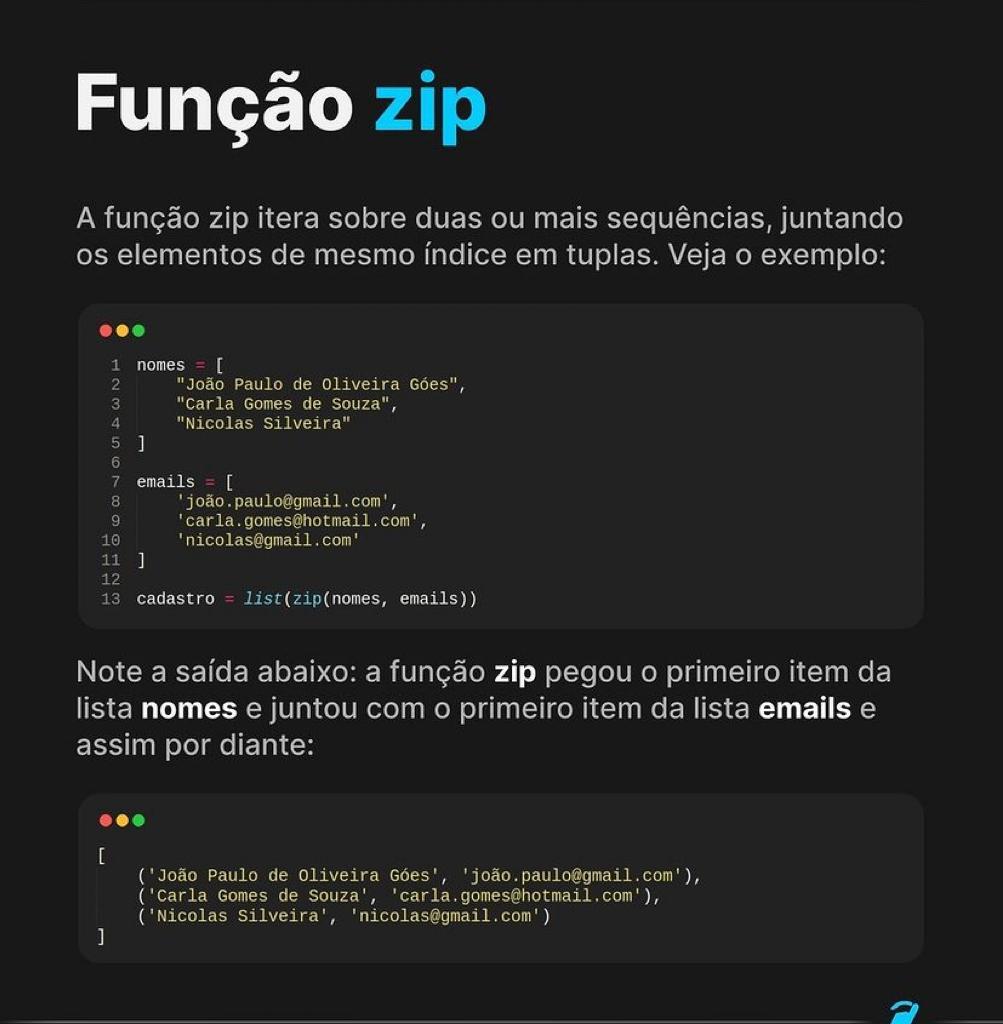 Função zip
A função zip itera sobre duas ou mais sequências, juntando
os elementos de mesmo índice em tuplas. Veja o exemplo:
1 nomes = [
2     "João Paulo de Oliveira Góes",
3     "Carla Gomes de Souza",
4     "Nicolas Silveira"
5 ]
6
7 emails = [
8     'joão.paulo@gmail.com',
9     'carla.gomes@hotmail.com',
10     'nicolas@gmail.com'
11 ]
12
13 cadastro = list(zip(nomes, emails))
Note a saída abaixo: a função zip pegou o primeiro item da
lista nomes e juntou com o primeiro item da lista emails e
assim por diante:
[
    ('João Paulo de Oliveira Góes', 'joão.paulo@gmail.com'),
    ('Carla Gomes de Souza', 'carla.gomes@hotmail.com'),
    ('Nicolas Silveira', 'nicolas@gmail.com')
]